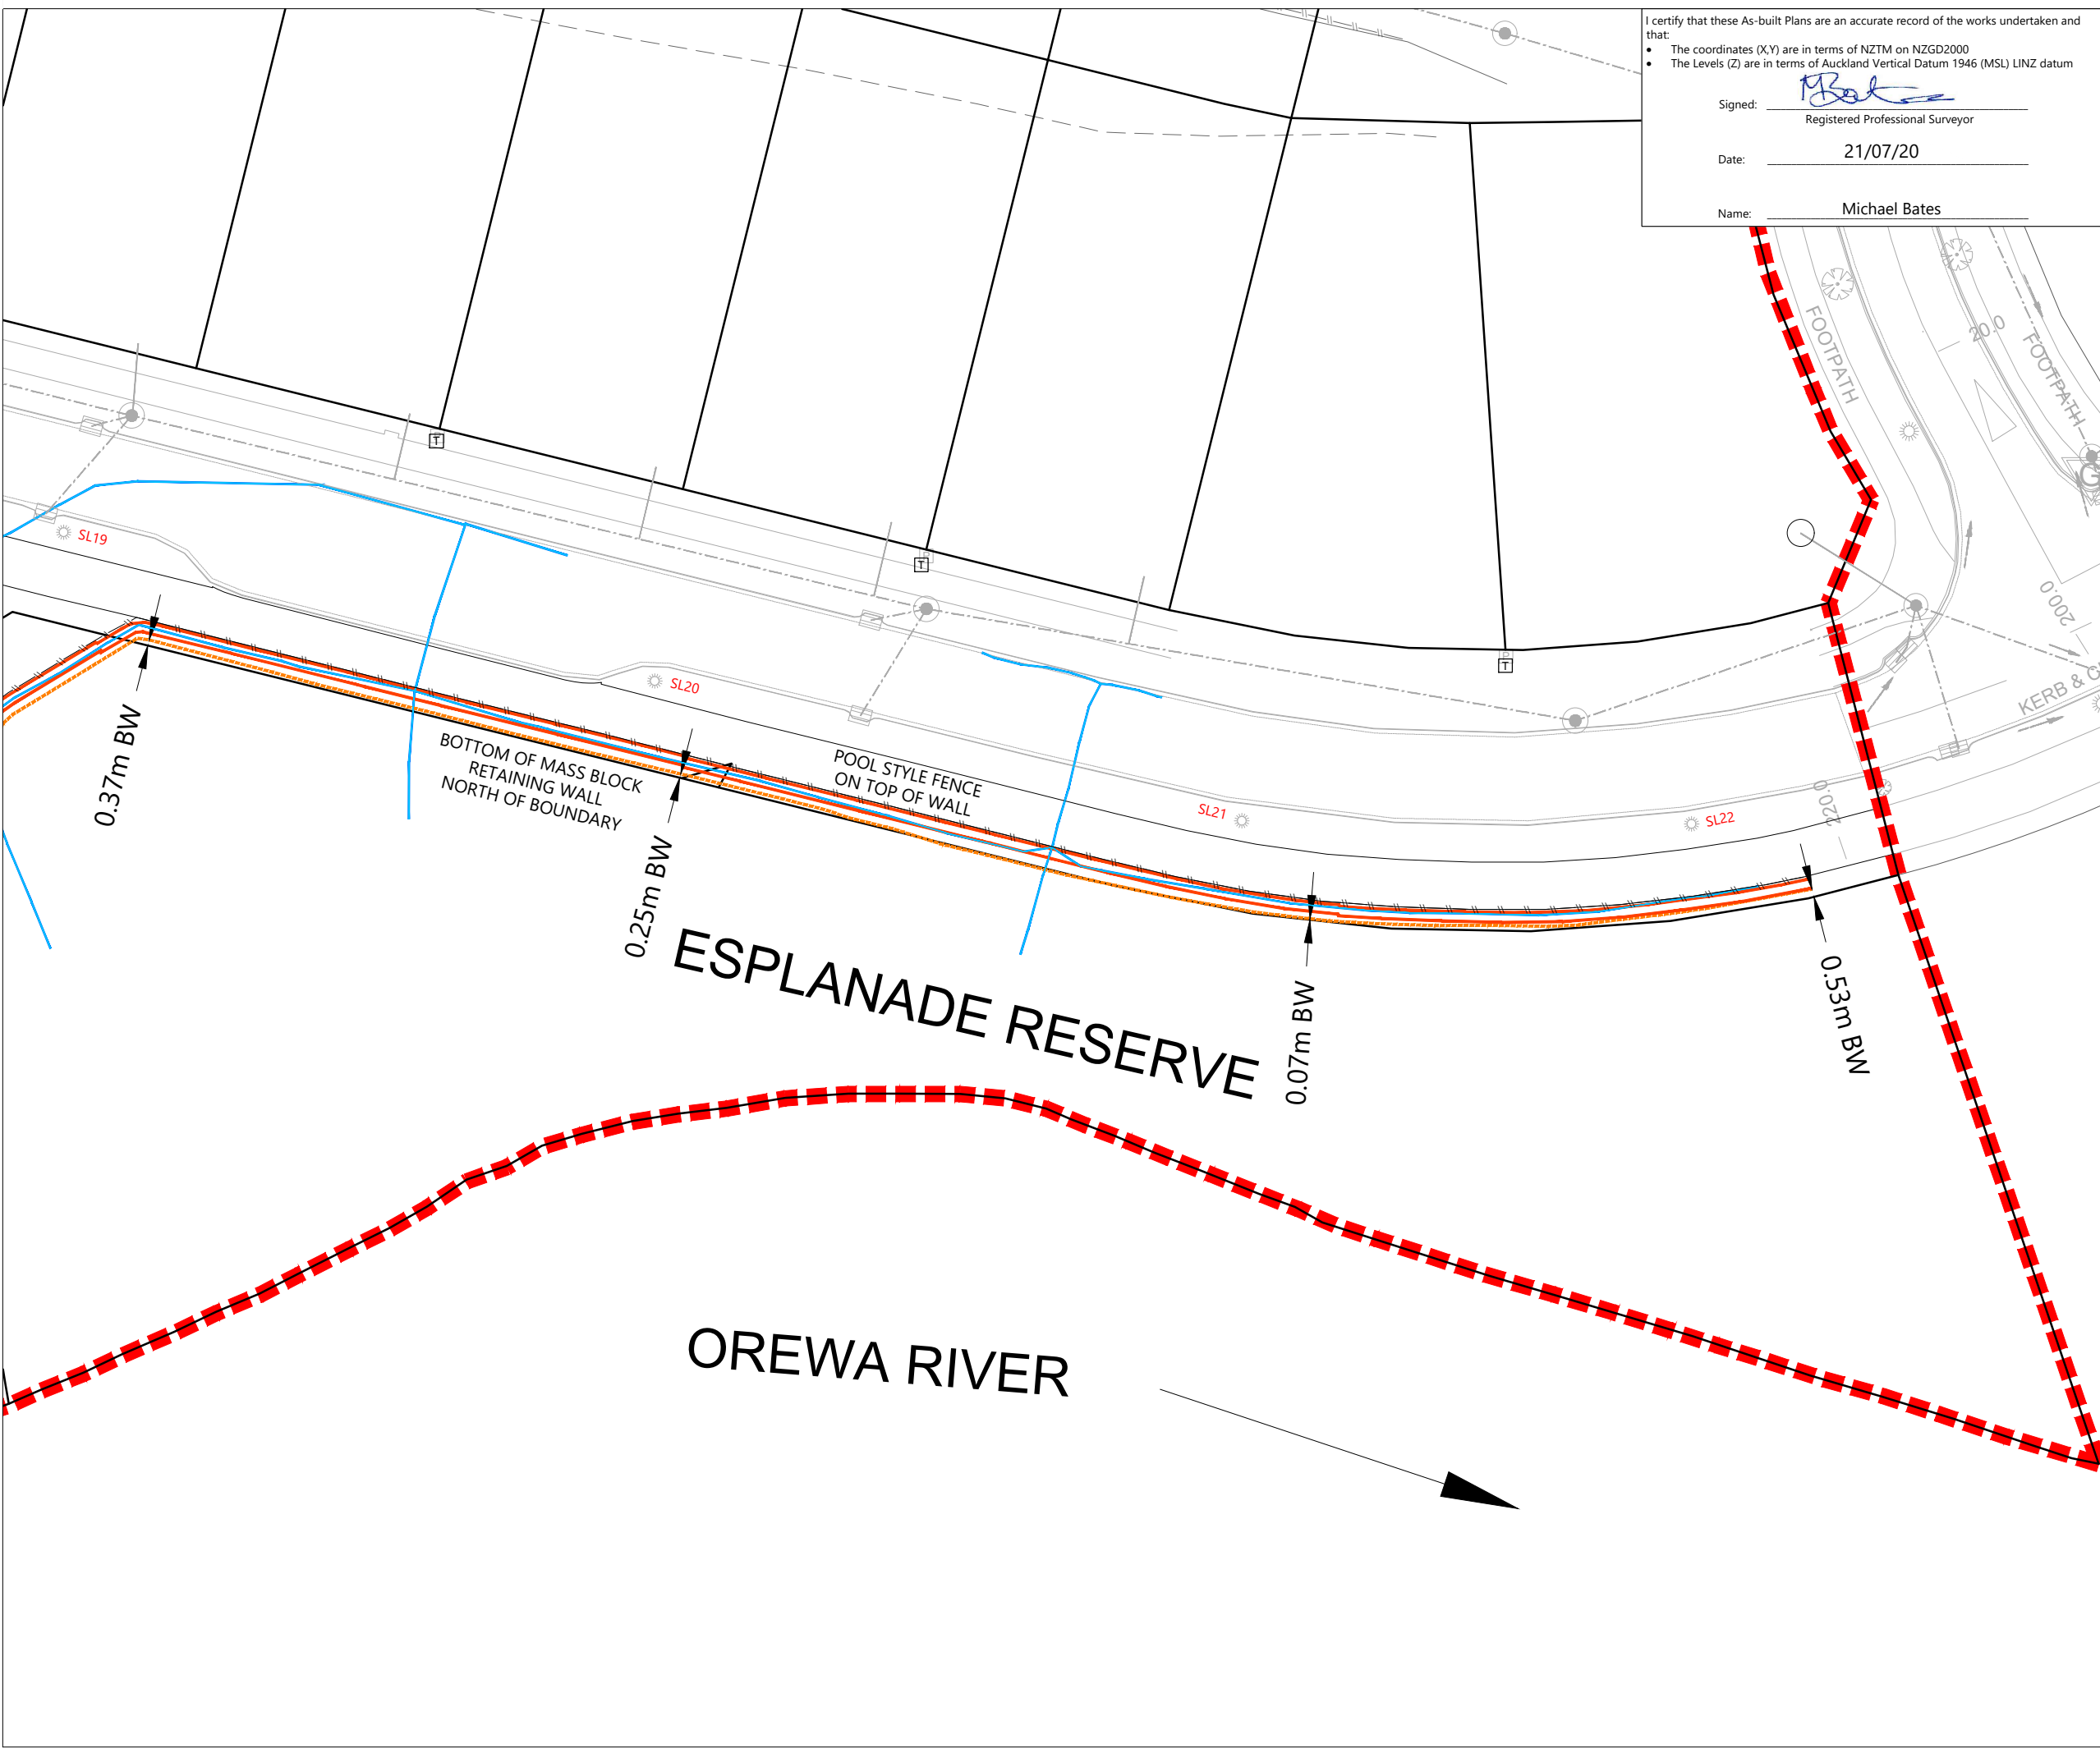 I certify that these As-built Plans are an accurate record of the works undertaken and
that:
• The coordinates (X,Y) are in terms of NZTM on NZGD2000
• The Levels (Z) are in terms of Auckland Vertical Datum 1946 (MSL) LINZ datum
Signed: MBates
Registered Professional Surveyor
Date: 21/07/20
Name: Michael Bates
FOOTPATH
20.0
FOOTPATH
G
T
SL19
P
T
200.0
P
T
KERB & C
SL20
0.37m BW
BOTTOM OF MASS BLOCK
RETAINING WALL
NORTH OF BOUNDARY
POOL STYLE FENCE
ON TOP OF WALL
SL21
SL22
220.0
0.25m BW
ESPLANADE RESERVE
0.07m BW
0.53m BW
OREWA RIVER